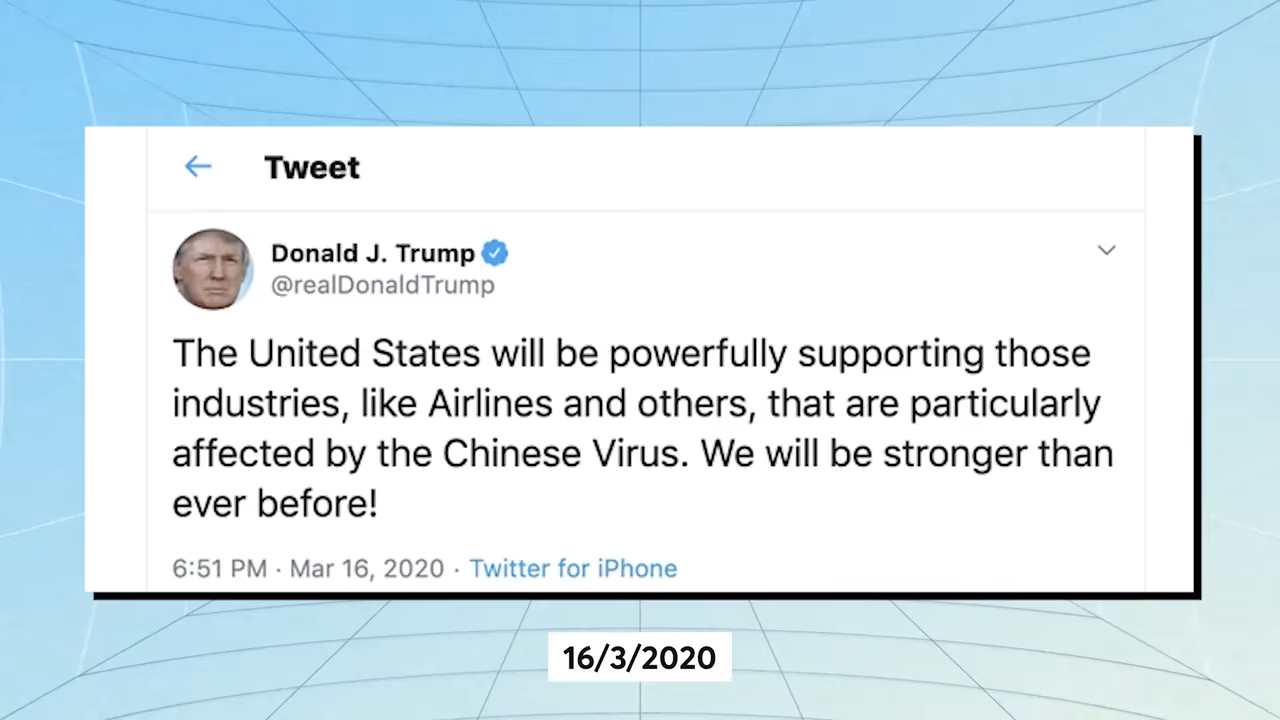 Tweet
Donald J. Trump
@realDonaldTrump
The United States will be powerfully supporting those
industries, like Airlines and others, that are particularly
affected by the Chinese Virus. We will be stronger than
ever before!
6:51 PM · Mar 16, 2020 · Twitter for iPhone
16/3/2020